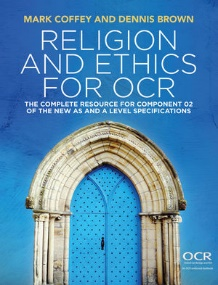 MARK COFFEY AND DENNIS BROWN
RELIGION
AND ETHICS
FOR OCR
THE COMPLETE RESOURCE FOR COMPONENT 02
OF THE NEW AS AND A LEVEL SPECIFICATIONS
OCR